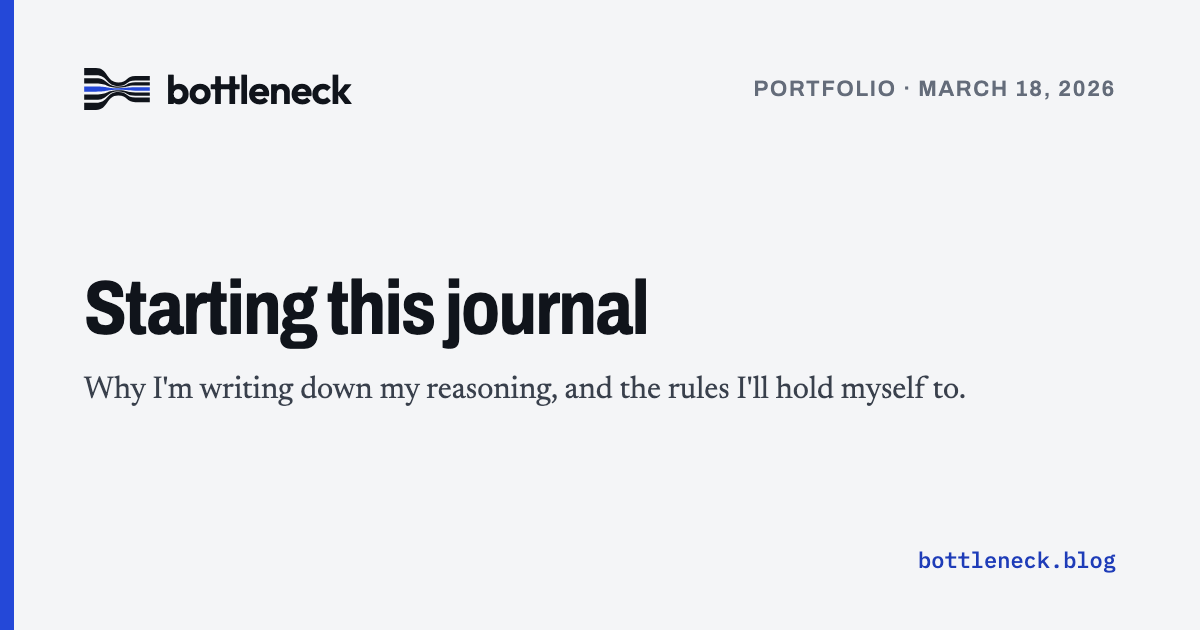 bottleneck
PORTFOLIO · MARCH 18, 2026
Starting this journal
Why I'm writing down my reasoning, and the rules I'll hold myself to.
bottleneck.blog